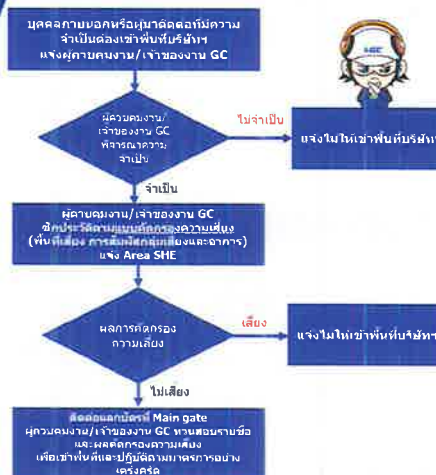 บุคคลภายนอกหรือผู้มาติดต่อที่มีความ
จำเป็นต้องเข้าพื้นที่บริษัทฯ
แจ้งผู้ควบคุมงาน/เจ้าของงาน GC
ผู้ควบคุมงาน/
เจ้าของงาน GC
พิจารณาความ
จำเป็น
ไม่จำเป็น
แจ้งไม่ให้เข้าพื้นที่บริษัทฯ
จำเป็น
ผู้ควบคุมงาน/เจ้าของงาน GC
ซักประวัติตามแบบคัดกรองความเสี่ยง
(พื้นที่เสี่ยง การสัมผัสกลุ่มเสี่ยงและอาการ)
แจ้ง Area SHE
ผลการคัดกรอง
ความเสี่ยง
เสี่ยง
แจ้งไม่ให้เข้าพื้นที่บริษัทฯ
ไม่เสี่ยง
ติดต่อแลกบัตรที่ Main gate
ผู้ควบคุมงาน/เจ้าของงาน GC ทวนสอบรายชื่อ
และผลคัดกรองความเสี่ยง
เพื่อเข้าพื้นที่และปฏิบัติตามมาตรการอย่าง
เคร่งครัด